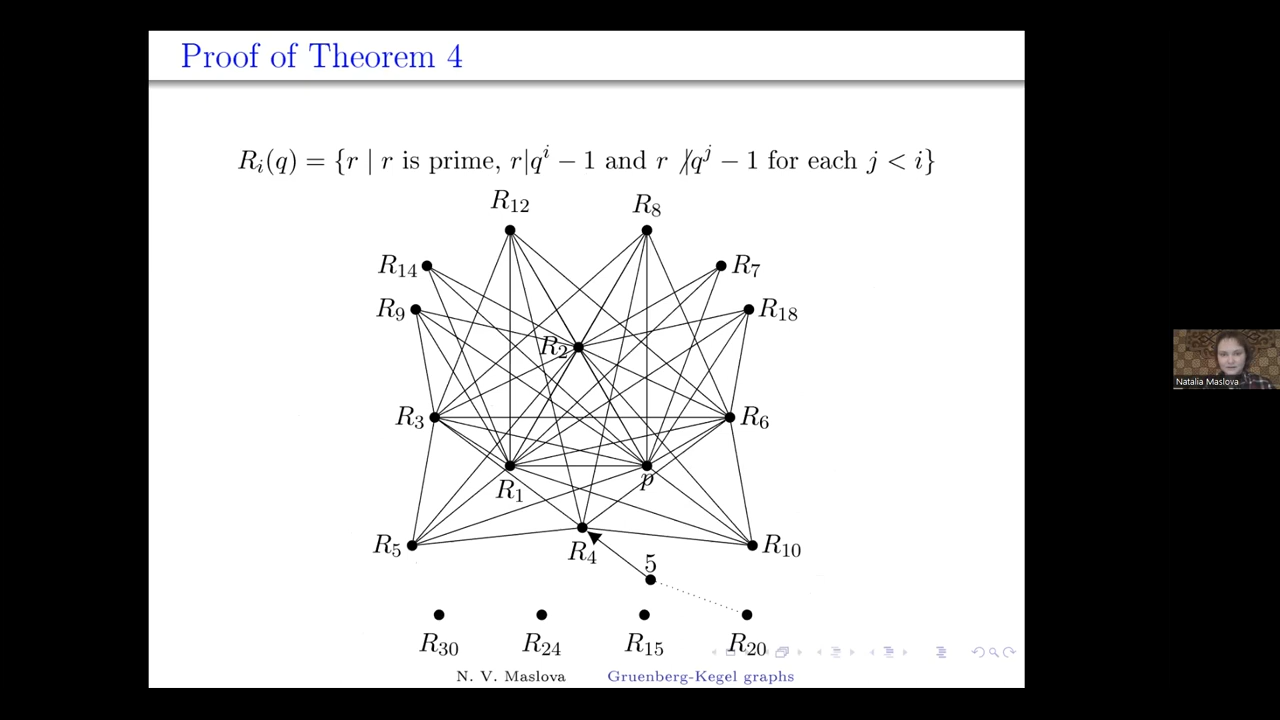 Proof of Theorem 4
R_i(q) = {r | r is prime, r|q^i − 1 and r ∤ q^j − 1 for each j < i}
R_12 R_8
R_14 R_7
R_9 R_18
R_2
R_3 R_6
R_1 p
R_5 R_4 R_10
5
R_30 R_24 R_15 R_20
N. V. Maslova Gruenberg-Kegel graphs
Natalia Maslova